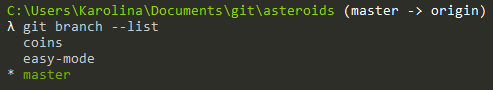 C:\Users\Karolina\Documents\git\asteroids (master -> origin)
λ git branch --list
  coins
  easy-mode
* master